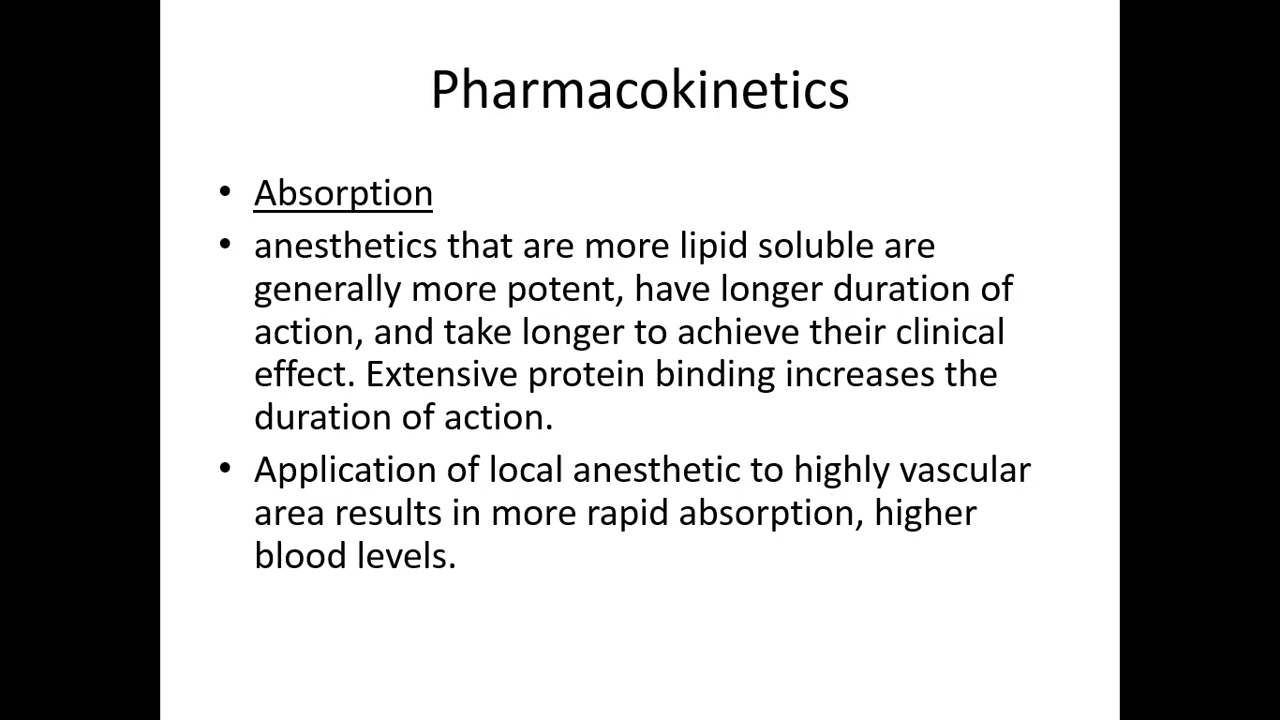 Pharmacokinetics
• Absorption
• anesthetics that are more lipid soluble are
generally more potent, have longer duration of
action, and take longer to achieve their clinical
effect. Extensive protein binding increases the
duration of action.
• Application of local anesthetic to highly vascular
area results in more rapid absorption, higher
blood levels.